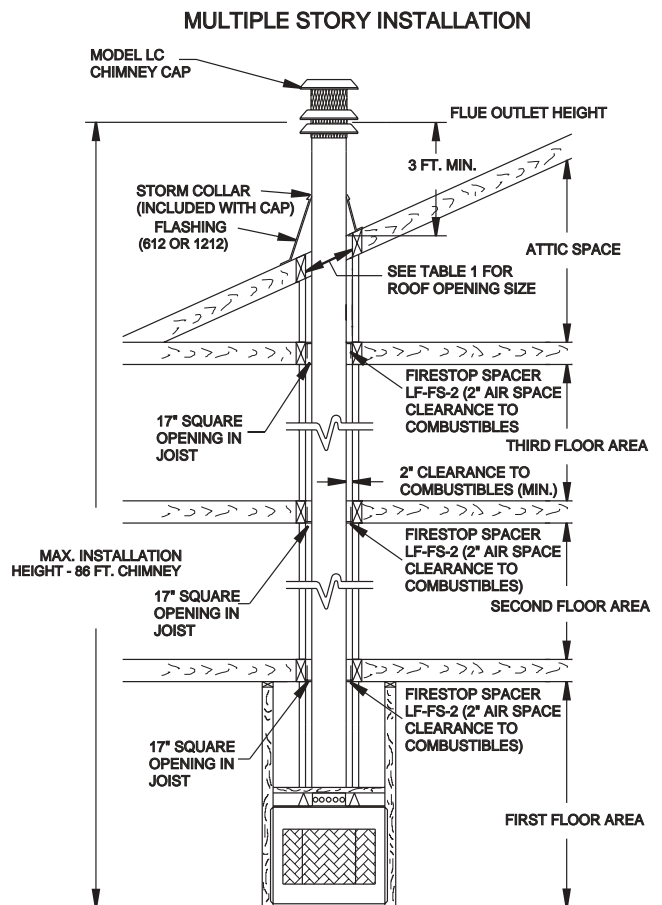 MULTIPLE STORY INSTALLATION
MODEL LC
CHIMNEY CAP
FLUE OUTLET HEIGHT
3 FT. MIN.
STORM COLLAR
(INCLUDED WITH CAP)
FLASHING
(612 OR 1212)
ATTIC SPACE
SEE TABLE 1 FOR
ROOF OPENING SIZE
FIRESTOP SPACER
LF-FS-2 (2" AIR SPACE
CLEARANCE TO
COMBUSTIBLES
17" SQUARE
OPENING IN
JOIST
THIRD FLOOR AREA
2" CLEARANCE TO
COMBUSTIBLES (MIN.)
FIRESTOP SPACER
LF-FS-2 (2" AIR SPACE
CLEARANCE TO
COMBUSTIBLES)
MAX. INSTALLATION
HEIGHT - 86 FT. CHIMNEY
17" SQUARE
OPENING IN
JOIST
SECOND FLOOR AREA
FIRESTOP SPACER
LF-FS-2 (2" AIR SPACE
CLEARANCE TO
COMBUSTIBLES)
17" SQUARE
OPENING IN
JOIST
FIRST FLOOR AREA